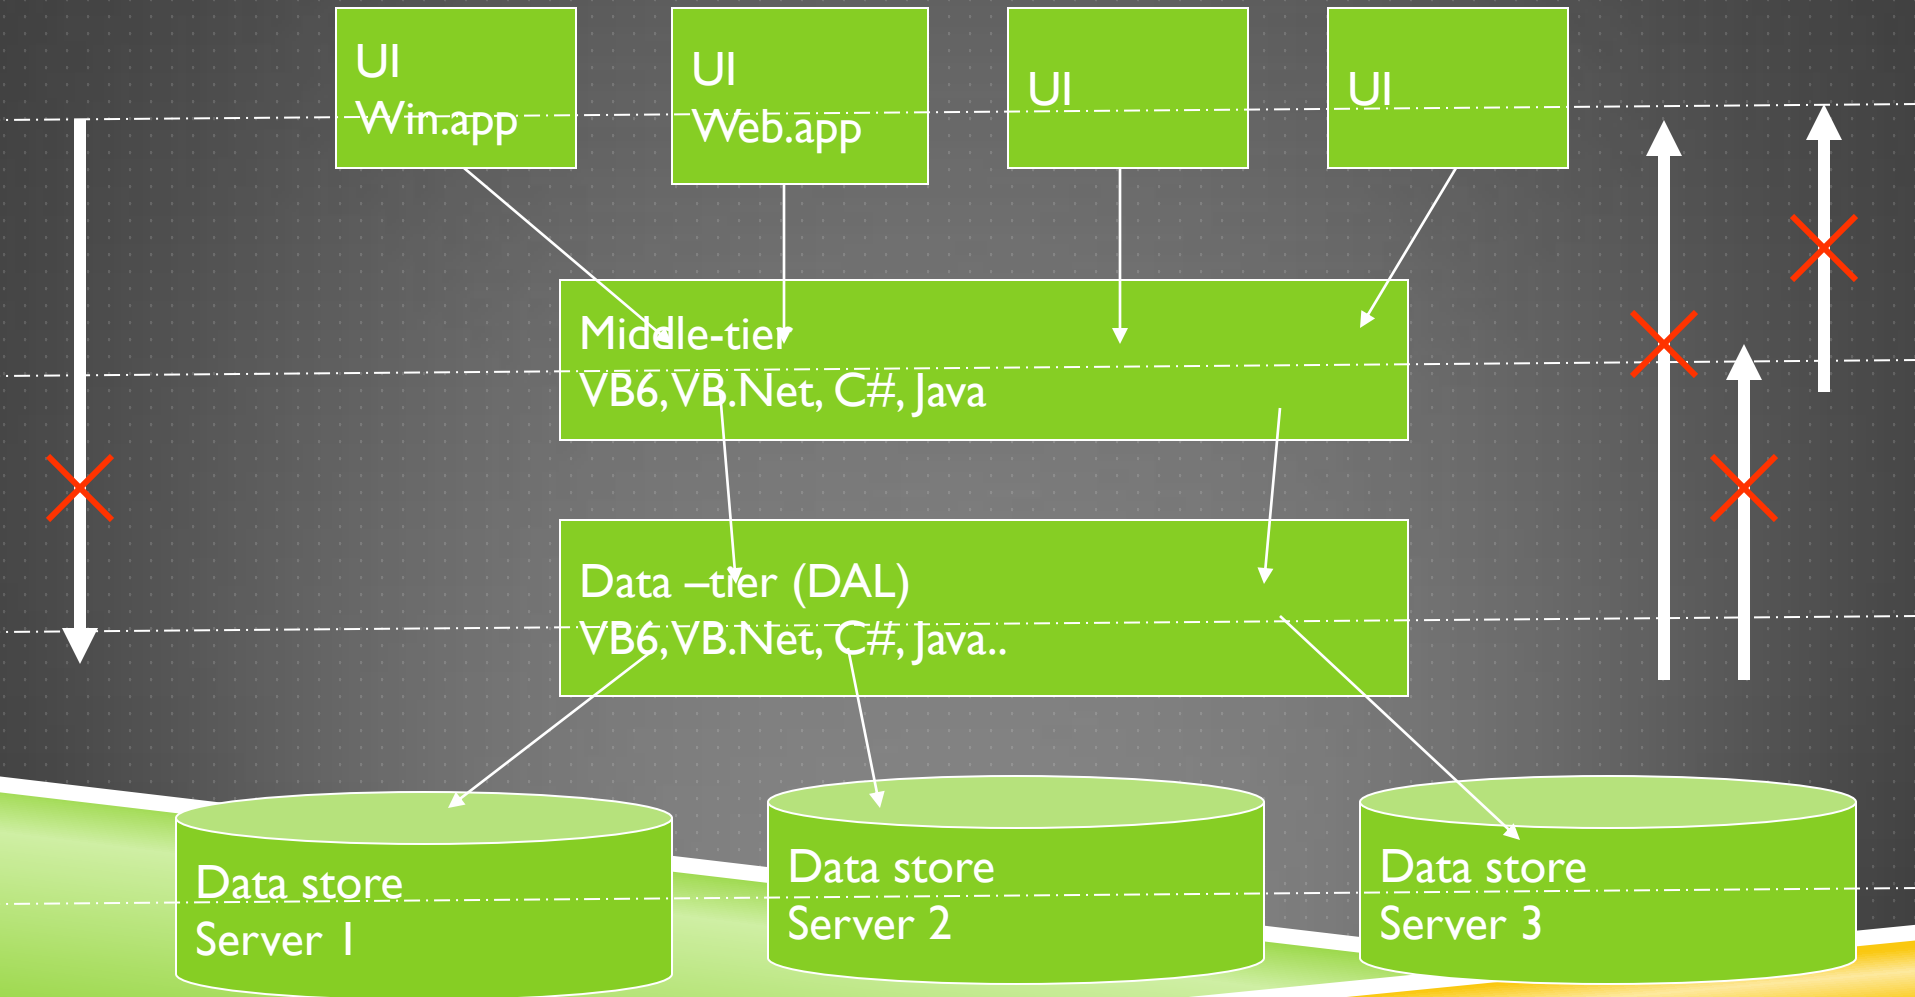 UI
Win.app
UI
Web.app
UI
UI
Middle-tier
VB6, VB.Net, C#, Java
Data –tier (DAL)
VB6, VB.Net, C#, Java..
Data store
Server 1
Data store
Server 2
Data store
Server 3